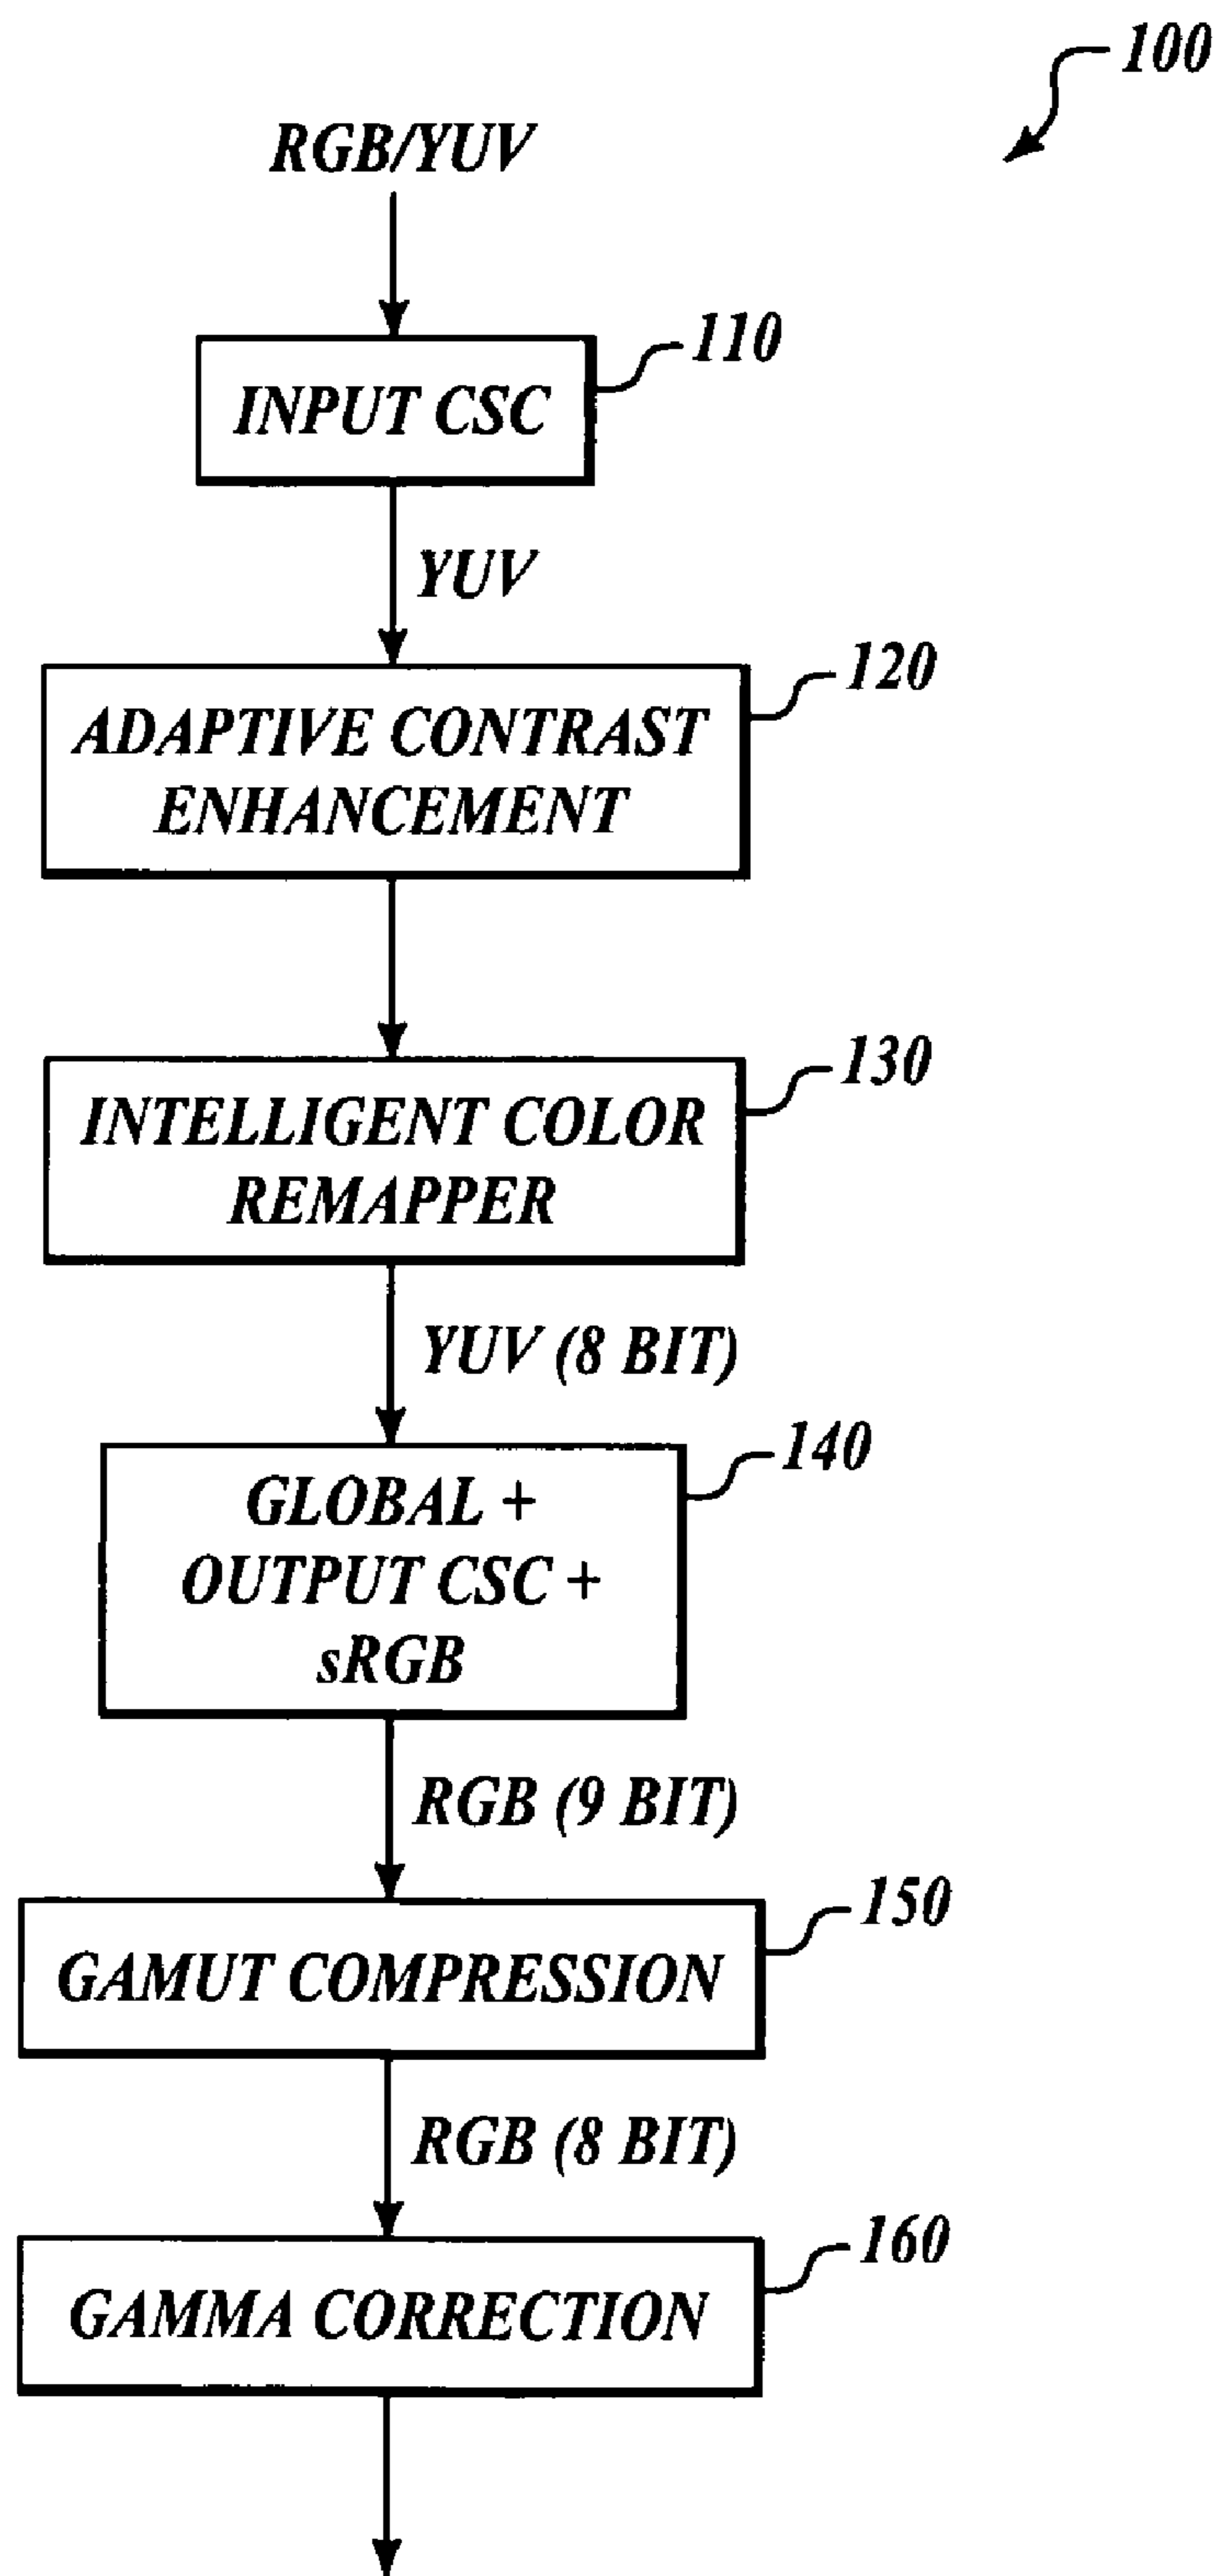 100
RGB/YUV
110
INPUT CSC
YUV
120
ADAPTIVE CONTRAST
ENHANCEMENT
130
INTELLIGENT COLOR
REMAPPER
YUV (8 BIT)
140
GLOBAL +
OUTPUT CSC +
sRGB
RGB (9 BIT)
150
GAMUT COMPRESSION
RGB (8 BIT)
160
GAMMA CORRECTION